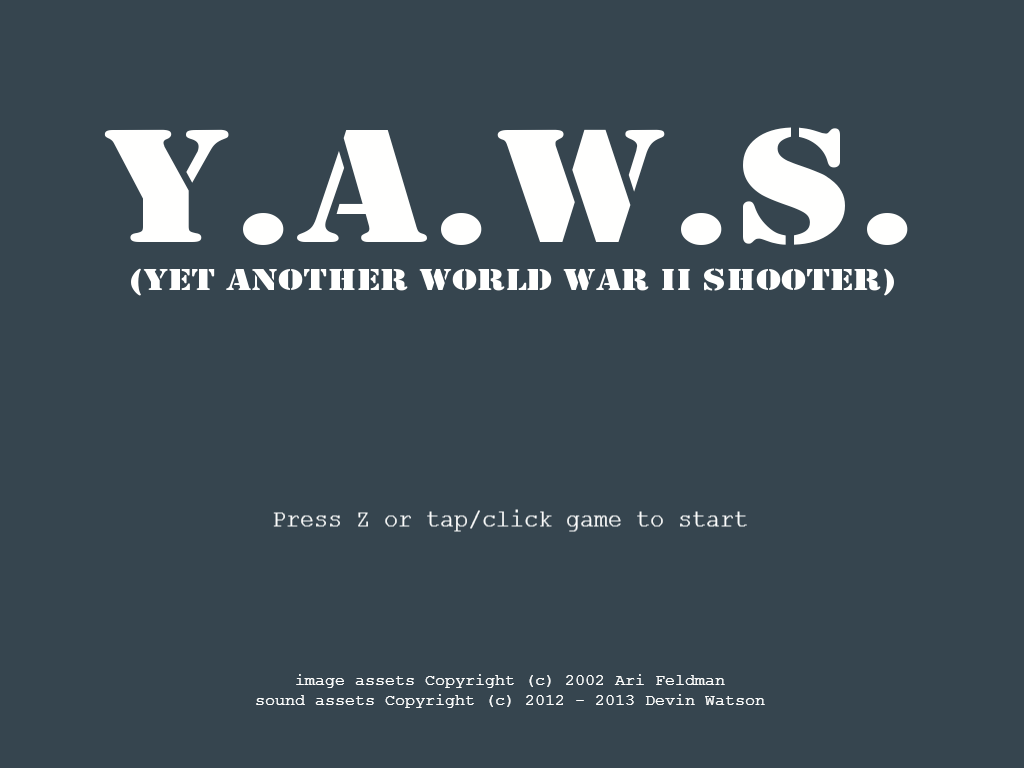 Y.A.W.S.
(YET ANOTHER WORLD WAR II SHOOTER)
Press Z or tap/click game to start
image assets Copyright (c) 2002 Ari Feldman
sound assets Copyright (c) 2012 - 2013 Devin Watson